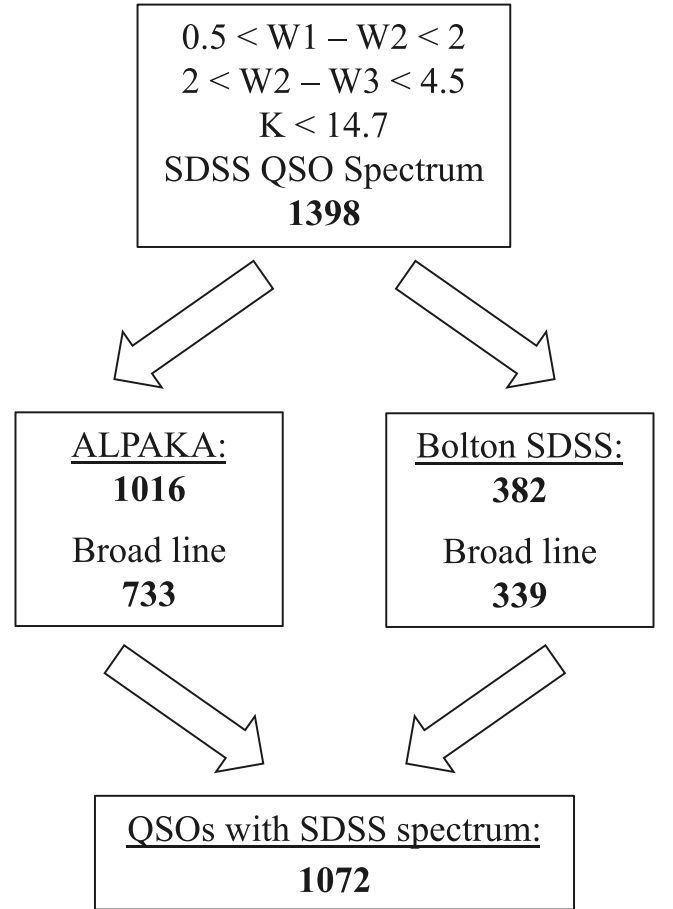 0.5 < W1 – W2 < 2
2 < W2 – W3 < 4.5
K < 14.7
SDSS QSO Spectrum
1398
ALPAKA:
1016
Broad line
733
Bolton SDSS:
382
Broad line
339
QSOs with SDSS spectrum:
1072